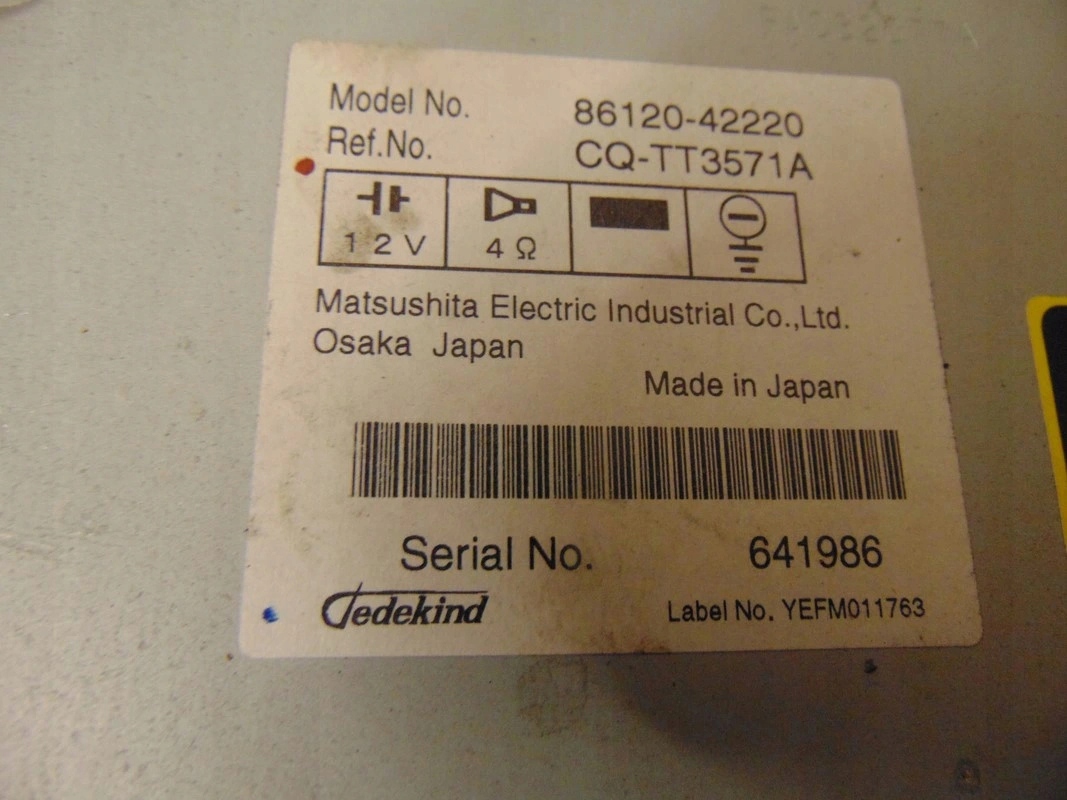 Model No. 86120-42220
Ref.No. CQ-TT3571A
12V 4Ω
Matsushita Electric Industrial Co.,Ltd.
Osaka Japan
Made in Japan
Serial No. 641986
Dedekind Label No. YEFM011763